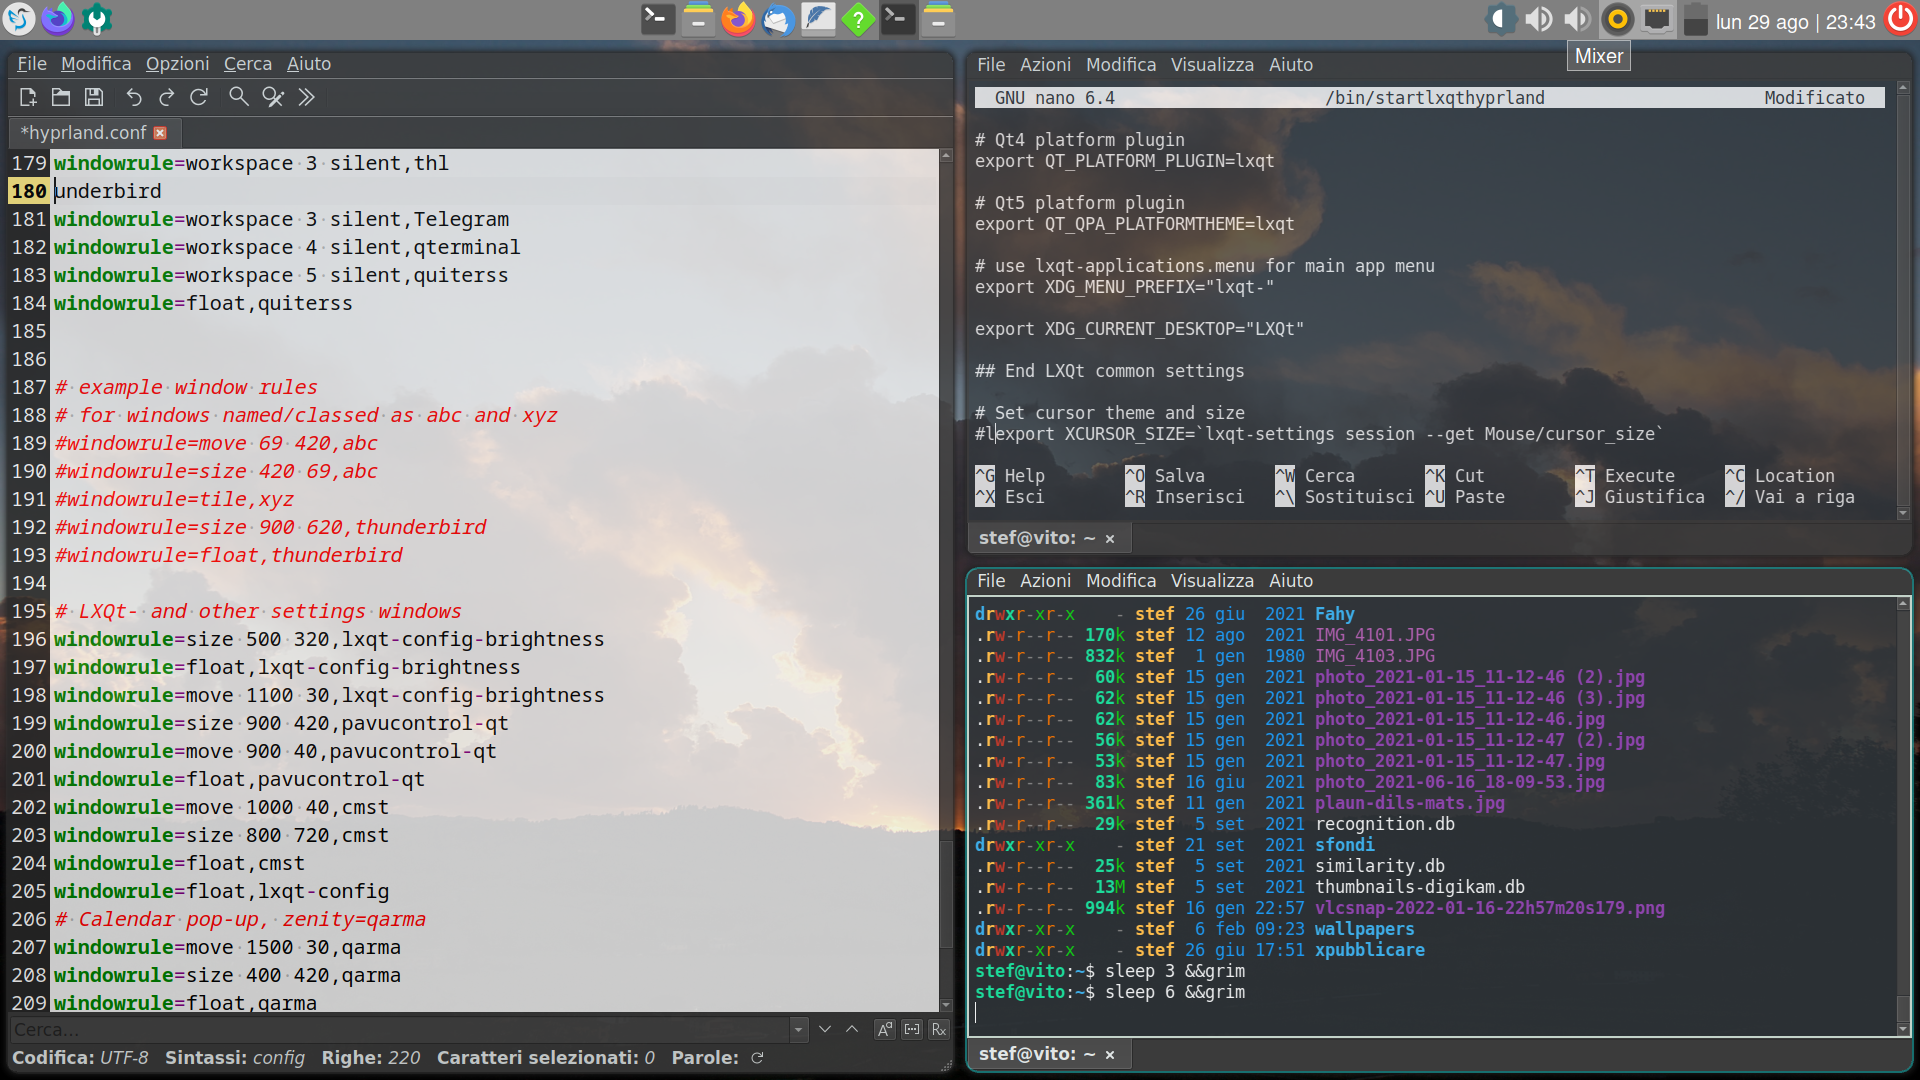 lun 29 ago | 23:43
Mixer
File Modifica Opzioni Cerca Aiuto
*hyprland.conf
179 windowrule=workspace 3 silent,thl
180 underbird
181 windowrule=workspace 3 silent,Telegram
182 windowrule=workspace 4 silent,qterminal
183 windowrule=workspace 5 silent,quiterss
184 windowrule=float,quiterss
185
186
187 # example window rules
188 # for windows named/classed as abc and xyz
189 #windowrule=move 69 420,abc
190 #windowrule=size 420 69,abc
191 #windowrule=tile,xyz
192 #windowrule=size 900 620,thunderbird
193 #windowrule=float,thunderbird
194
195 # LXQt- and other settings windows
196 windowrule=size 500 320,lxqt-config-brightness
197 windowrule=float,lxqt-config-brightness
198 windowrule=move 1100 30,lxqt-config-brightness
199 windowrule=size 900 420,pavucontrol-qt
200 windowrule=move 900 40,pavucontrol-qt
201 windowrule=float,pavucontrol-qt
202 windowrule=move 1000 40,cmst
203 windowrule=size 800 720,cmst
204 windowrule=float,cmst
205 windowrule=float,lxqt-config
206 # Calendar pop-up, zenity=qarma
207 windowrule=move 1500 30,qarma
208 windowrule=size 400 420,qarma
209 windowrule=float,qarma
Cerca...
Codifica: UTF-8 Sintassi: config Righe: 220 Caratteri selezionati: 0 Parole:
File Azioni Modifica Visualizza Aiuto
GNU nano 6.4 /bin/startlxqthyprland Modificato
# Qt4 platform plugin
export QT_PLATFORM_PLUGIN=lxqt
# Qt5 platform plugin
export QT_QPA_PLATFORMTHEME=lxqt
# use lxqt-applications.menu for main app menu
export XDG_MENU_PREFIX="lxqt-"
export XDG_CURRENT_DESKTOP="LXQt"
## End LXQt common settings
# Set cursor theme and size
#lexport XCURSOR_SIZE=`lxqt-settings session --get Mouse/cursor_size`
^G Help ^O Salva ^W Cerca ^K Cut ^T Execute ^C Location
^X Esci ^R Inserisci ^\ Sostituisci ^U Paste ^J Giustifica ^/ Vai a riga
stef@vito: ~ ×
File Azioni Modifica Visualizza Aiuto
drwxr-xr-x - stef 26 giu 2021 Fahy
.rw-r--r-- 170k stef 12 ago 2021 IMG_4101.JPG
.rw-r--r-- 832k stef 1 gen 1980 IMG_4103.JPG
.rw-r--r-- 60k stef 15 gen 2021 photo_2021-01-15_11-12-46 (2).jpg
.rw-r--r-- 62k stef 15 gen 2021 photo_2021-01-15_11-12-46 (3).jpg
.rw-r--r-- 62k stef 15 gen 2021 photo_2021-01-15_11-12-46.jpg
.rw-r--r-- 56k stef 15 gen 2021 photo_2021-01-15_11-12-47 (2).jpg
.rw-r--r-- 53k stef 15 gen 2021 photo_2021-01-15_11-12-47.jpg
.rw-r--r-- 83k stef 16 giu 2021 photo_2021-06-16_18-09-53.jpg
.rw-r--r-- 361k stef 11 gen 2021 plaun-dils-mats.jpg
.rw-r--r-- 29k stef 5 set 2021 recognition.db
drwxr-xr-x - stef 21 set 2021 sfondi
.rw-r--r-- 25k stef 5 set 2021 similarity.db
.rw-r--r-- 13M stef 5 set 2021 thumbnails-digikam.db
.rw-r--r-- 994k stef 16 gen 22:57 vlcsnap-2022-01-16-22h57m20s179.png
drwxr-xr-x - stef 6 feb 09:23 wallpapers
drwxr-xr-x - stef 26 giu 17:51 xpubblicare
stef@vito:~$ sleep 3 &&grim
stef@vito:~$ sleep 6 &&grim
stef@vito: ~ ×